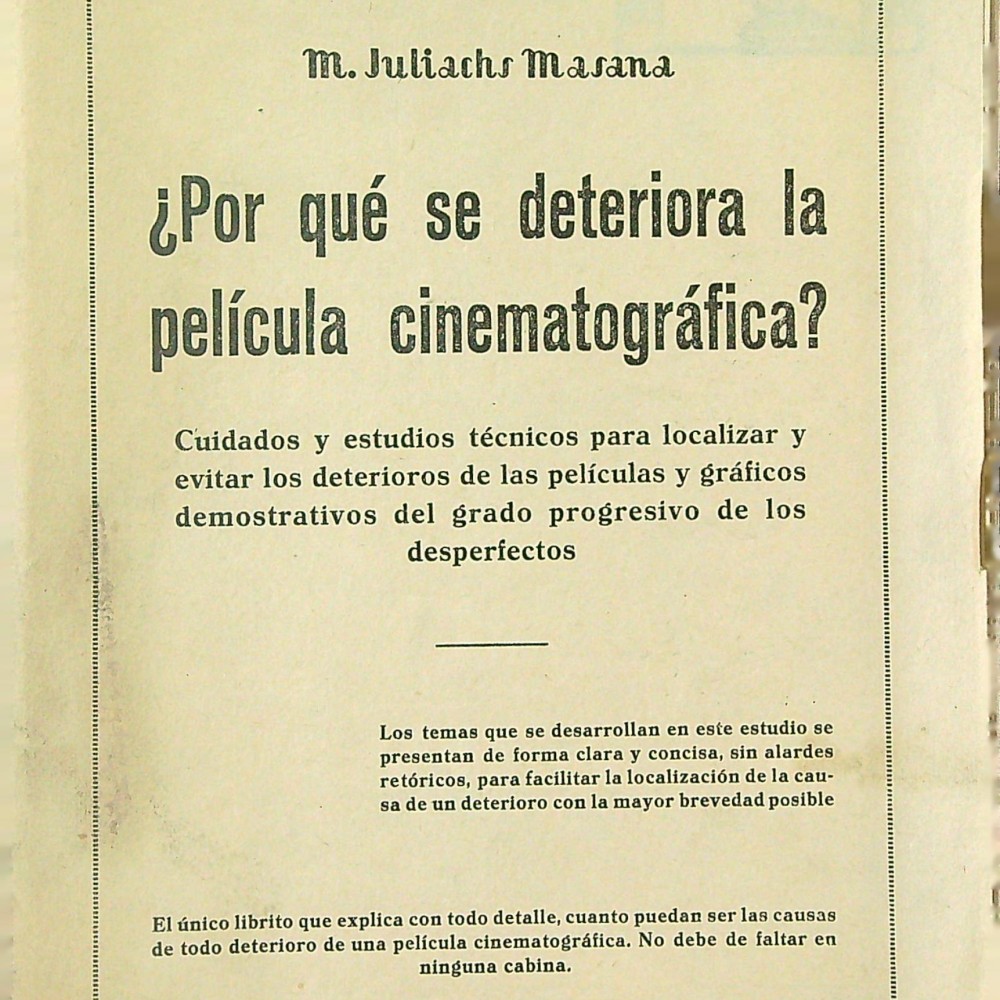 M. Juliachs Masana
¿Por qué se deteriora la
película cinematográfica?
Cuidados y estudios técnicos para localizar y
evitar los deterioros de las películas y gráficos
demostrativos del grado progresivo de los
desperfectos
Los temas que se desarrollan en este estudio se
presentan de forma clara y concisa, sin alardes
retóricos, para facilitar la localización de la cau-
sa de un deterioro con la mayor brevedad posible
El único librito que explica con todo detalle, cuanto puedan ser las causas
de todo deterioro de una película cinematográfica. No debe de faltar en
ninguna cabina.